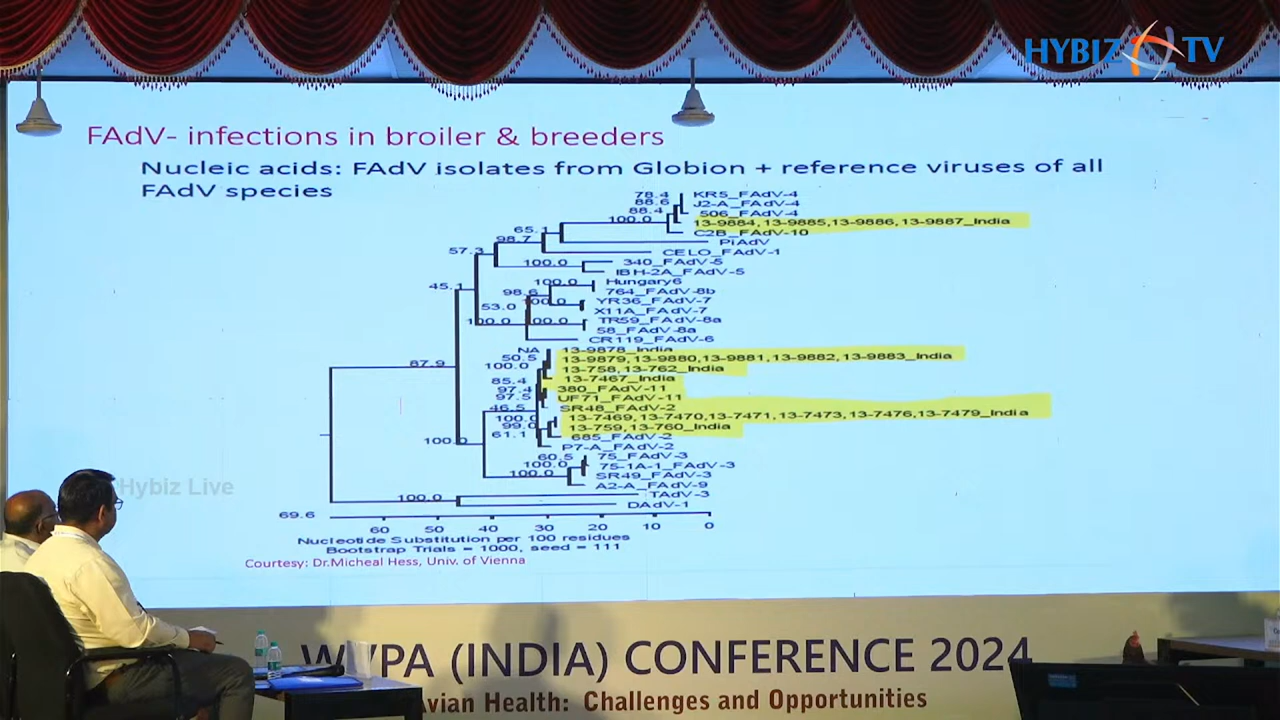 HYBIZ TV
FAdV- infections in broiler & breeders
Nucleic acids: FAdV isolates from Globion + reference viruses of all
FAdV species
78.4 KR5_FAdV-4
88.6 J2-A_FAdV-4
88.4 506_FAdV-4
100.0 13-9884,13-9885,13-9886,13-9887_India
65.1 C2B_FAdV-10
98.7 PiAdV
57.3 CELO_FAdV-1
100.0 340_FAdV-5
IBH-2A_FAdV-5
100.0 Hungary6
45.1 98.6 764_FAdV-8b
100.0 YR36_FAdV-7
53.0 X11A_FAdV-7
100.0 100.0 TR59_FAdV-8a
58_FAdV-8a
CR119_FAdV-6
NA 13-9878_India
50.5 13-9879,13-9880,13-9881,13-9882,13-9883_India
87.9 100.0 13-758,13-762_India
85.4 13-7467_India
97.4 380_FAdV-11
97.5 UF71_FAdV-11
46.5 SR48_FAdV-2
100.0 13-7469,13-7470,13-7471,13-7473,13-7476,13-7479_India
99.0 13-759,13-760_India
61.1 685_FAdV-2
100.0 P7-A_FAdV-2
60.5 75_FAdV-3
100.0 75-1A-1_FAdV-3
100.0 SR49_FAdV-3
A2-A_FAdV-9
100.0 TAdV-3
DAdV-1
69.6
60 50 40 30 20 10 0
Nucleotide Substitution per 100 residues
Bootstrap Trials = 1000, seed = 111
Courtesy: Dr.Micheal Hess, Univ. of Vienna
Hybiz Live
WVPA (INDIA) CONFERENCE 2024
Avian Health: Challenges and Opportunities